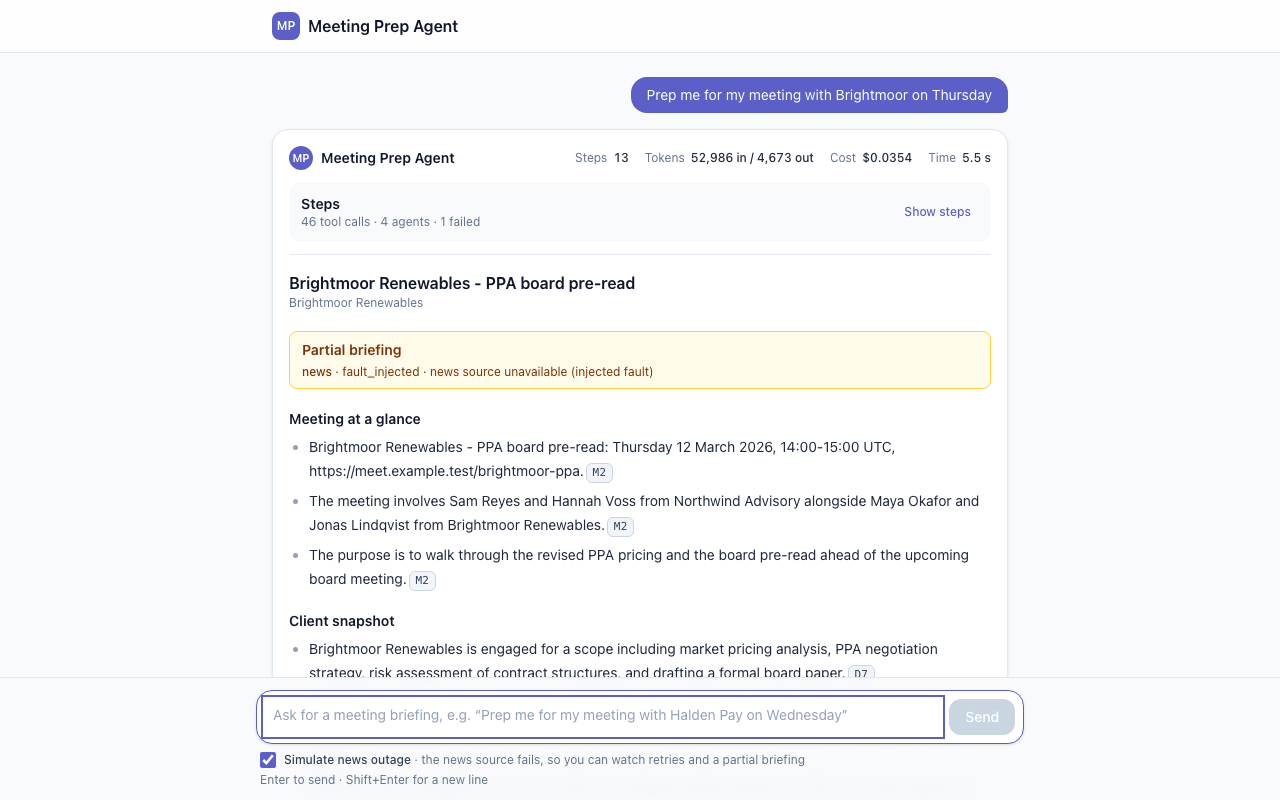 MP Meeting Prep Agent
Prep me for my meeting with Brightmoor on Thursday
MP Meeting Prep Agent Steps 13 Tokens 52,986 in / 4,673 out Cost $0.0354 Time 5.5 s
Steps
46 tool calls · 4 agents · 1 failed
Show steps
Brightmoor Renewables - PPA board pre-read
Brightmoor Renewables
Partial briefing
news · fault_injected · news source unavailable (injected fault)
Meeting at a glance
Brightmoor Renewables - PPA board pre-read: Thursday 12 March 2026, 14:00-15:00 UTC,
https://meet.example.test/brightmoor-ppa. M2
The meeting involves Sam Reyes and Hannah Voss from Northwind Advisory alongside Maya Okafor and
Jonas Lindqvist from Brightmoor Renewables. M2
The purpose is to walk through the revised PPA pricing and the board pre-read ahead of the upcoming
board meeting. M2
Client snapshot
Brightmoor Renewables is engaged for a scope including market pricing analysis, PPA negotiation
strategy, risk assessment of contract structures, and drafting a formal board paper. D7
Ask for a meeting briefing, e.g. “Prep me for my meeting with Halden Pay on Wednesday”
Send
Simulate news outage · the news source fails, so you can watch retries and a partial briefing
Enter to send · Shift+Enter for a new line